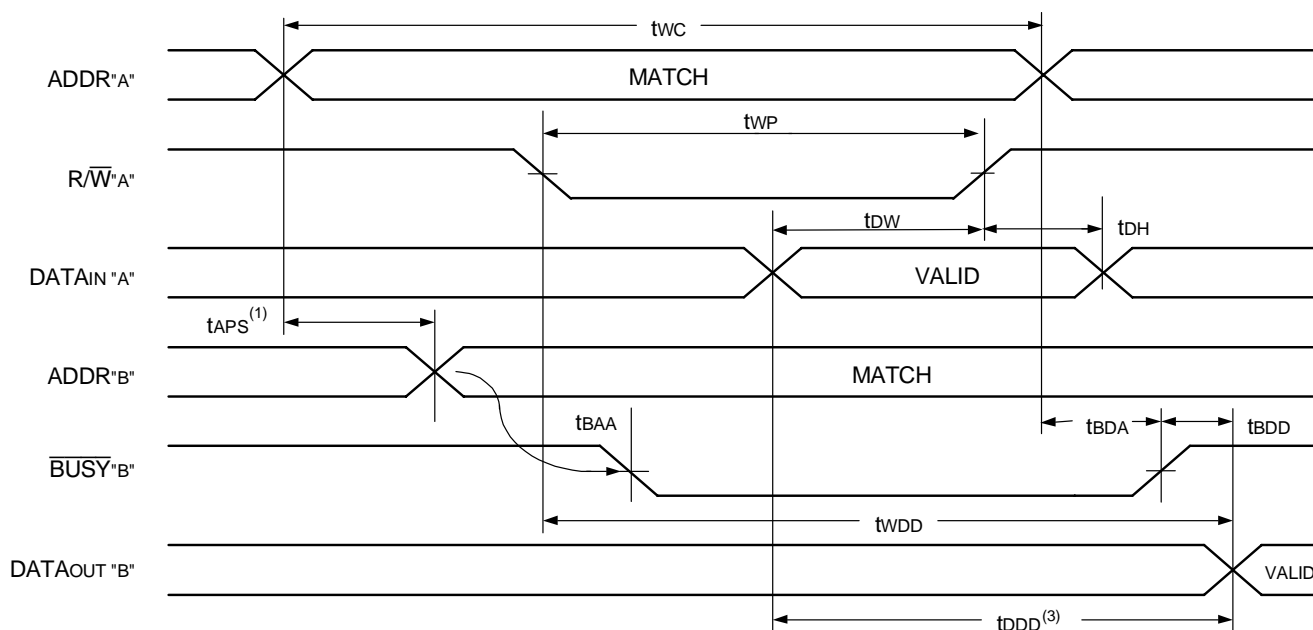 tWC
ADDR"A"
MATCH
tWP
R/W̅"A"
tDW
tDH
DATAIN "A"
VALID
tAPS(1)
ADDR"B"
MATCH
tBAA
tBDA
tBDD
B̅U̅S̅Y̅"B"
tWDD
DATAOUT "B"
VALID
tDDD(3)